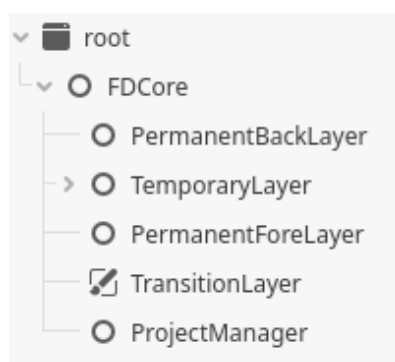 root
FDCore
PermanentBackLayer
TemporaryLayer
PermanentForeLayer
TransitionLayer
ProjectManager